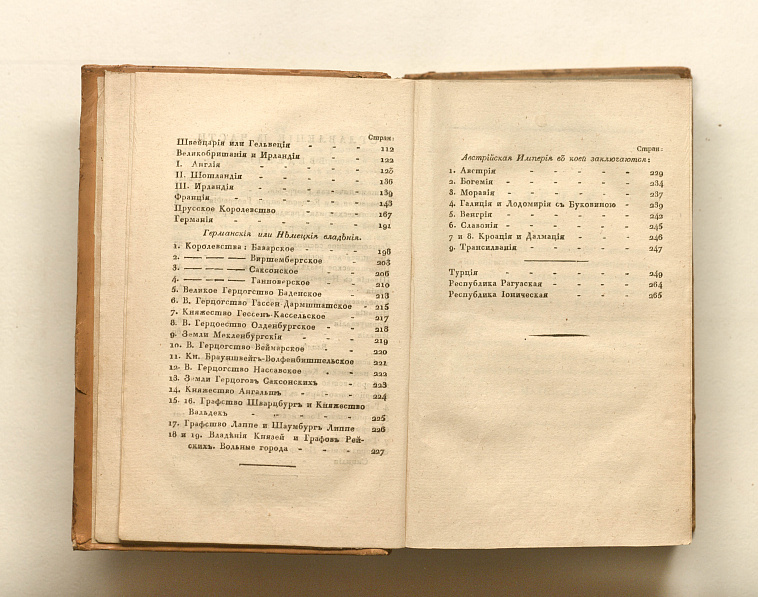 Стран:
Швейцарія или Гельвеція - - - 112
Великобританія и Ирландія - - - 122
I. Англія - - - - - 125
II. Шотландія - - - - 136
III. Ирландія - - - - - 139
Франція - - - - - - 143
Прусское Королевство - - - - 167
Германія - - - - - - 191
Германскія или Нѣмецкія владѣнія.
1. Королевства: Баварское - - - - 198
2. — — — — Виртембергское - - 203
3. — — — — Саксонское - - - 206
4. — — — — Ганноверское - - - 210
5. Великое Герцогство Баденское - - - 213
6. В. Герцогство Гассен-Дармштатское - - 215
7. Княжество Гессенъ-Кассельское - - 217
8. В. Герцоество Олденбургское - - - 218
9. Земли Мекленбургскія - - - - 219
10. В. Герцогство Веймарское - - - 220
11. Кн. Брауншвейгъ-Волфенбиттельское - 221
12. В. Герцогство Нассавское - - - 222
13. Земли Герцоговъ Саксонскихъ - - 223
14. Княжество Ангальтъ - - - - 224
15. 16. Графство Шварцбургъ и Княжество
Вальдек - - - - - 225
17. Графство Лаппе и Шаумбургъ Липпе - 226
18 и 19. Владѣнія Князей и Графовъ Рей-
скихъ. Вольные города - - - 227
Стран:
Австрійская Имперія въ коей заключаются:
1. Австрія - - - - - - 229
2. Богемія - - - - - - 234
3. Моравія - - - - - - 237
4. Галиція и Лодомирія съ Буковиною - - 239
5. Венгрія - - - - - - 242
6. Славонія - - - - - - 245
7 и 8. Кроація и Далмація - - - - 246
9. Трансилванія - - - - - 247
Турція - - - - - - 249
Республика Рагузская - - - - 264
Республика Іоническая - - - - 265